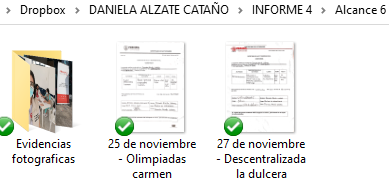 Dropbox > DANIELA ALZATE CATAÑO > INFORME 4 > Alcance 6
Evidencias
fotograficas
25 de noviembre
- Olimpiadas
carmen
27 de noviembre
- Descentralizada
la dulcera